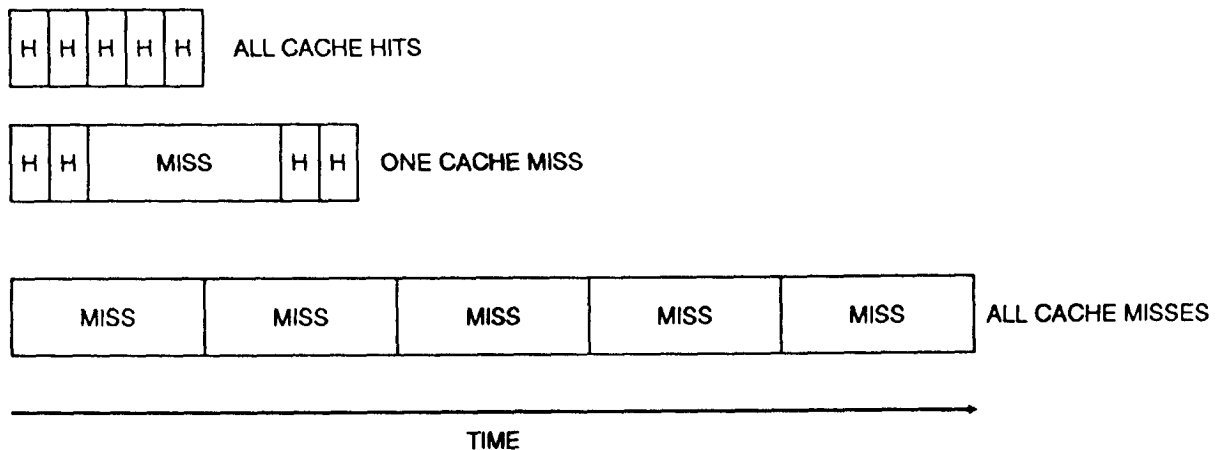 H H H H H ALL CACHE HITS
H H MISS H H ONE CACHE MISS
MISS MISS MISS MISS MISS ALL CACHE MISSES
TIME